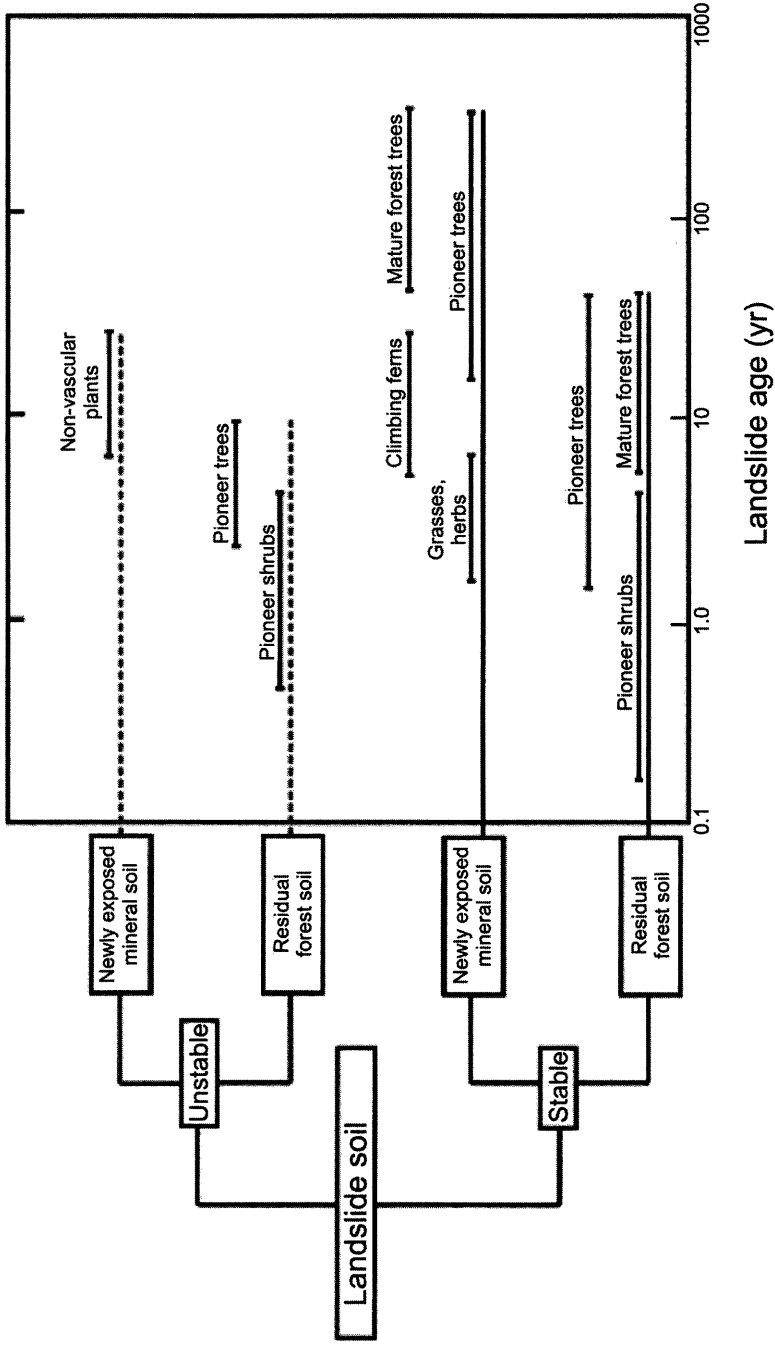 Landslide soil
Unstable
Stable
Newly exposed
mineral soil
Residual
forest soil
Newly exposed
mineral soil
Residual
forest soil
Non-vascular
plants
Pioneer trees
Pioneer shrubs
Climbing ferns
Mature forest trees
Grasses,
herbs
Pioneer trees
Pioneer trees
Pioneer shrubs
Mature forest trees
0.1
1.0
10
100
1000
Landslide age (yr)